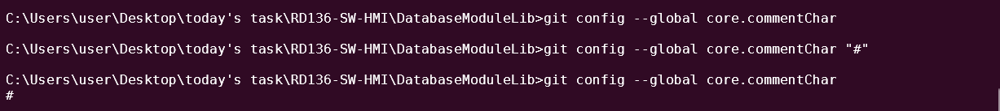 C:\Users\user\Desktop\today's task\RD136-SW-HMI\DatabaseModuleLib>git config --global core.commentChar
C:\Users\user\Desktop\today's task\RD136-SW-HMI\DatabaseModuleLib>git config --global core.commentChar "#"
C:\Users\user\Desktop\today's task\RD136-SW-HMI\DatabaseModuleLib>git config --global core.commentChar
#